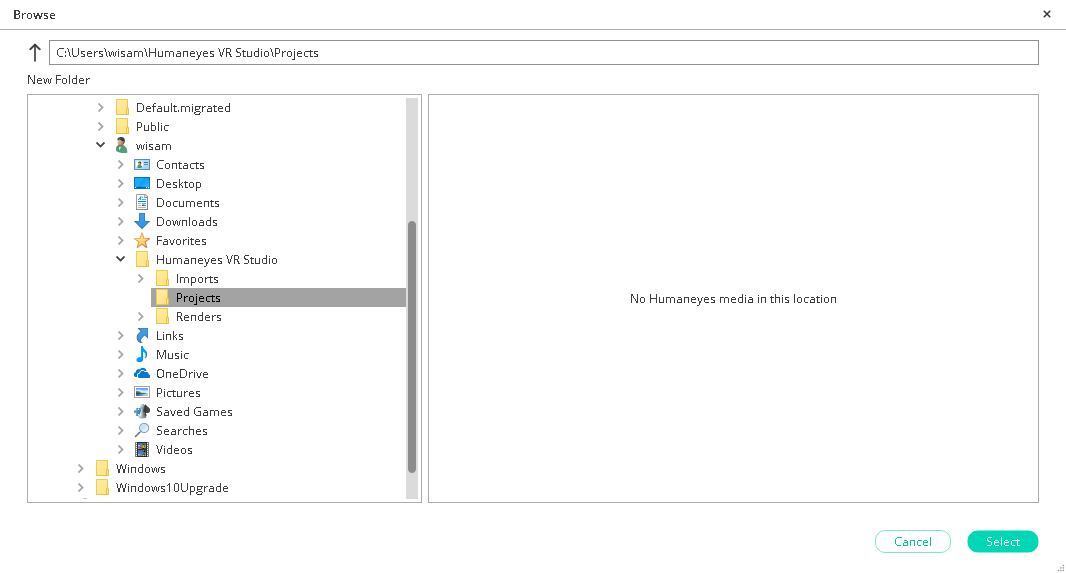 Browse
C:\Users\wisam\Humaneyes VR Studio\Projects
New Folder
Default.migrated
Public
wisam
Contacts
Desktop
Documents
Downloads
Favorites
Humaneyes VR Studio
Imports
Projects
Renders
Links
Music
OneDrive
Pictures
Saved Games
Searches
Videos
Windows
Windows10Upgrade
No Humaneyes media in this location
Cancel
Select